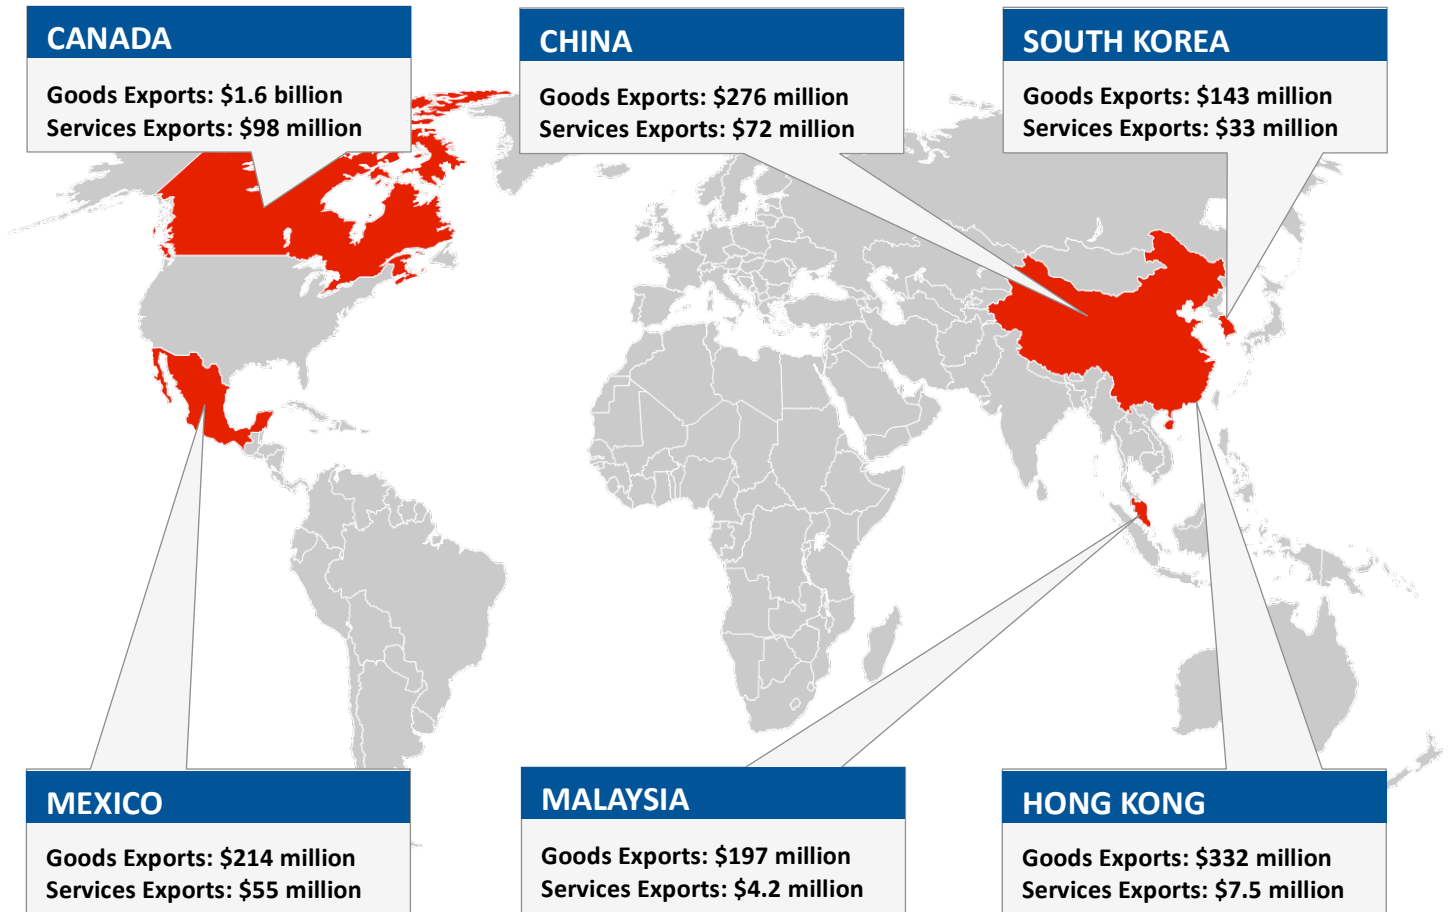 CANADA
Goods Exports: $1.6 billion
Services Exports: $98 million
CHINA
Goods Exports: $276 million
Services Exports: $72 million
SOUTH KOREA
Goods Exports: $143 million
Services Exports: $33 million
MEXICO
Goods Exports: $214 million
Services Exports: $55 million
MALAYSIA
Goods Exports: $197 million
Services Exports: $4.2 million
HONG KONG
Goods Exports: $332 million
Services Exports: $7.5 million